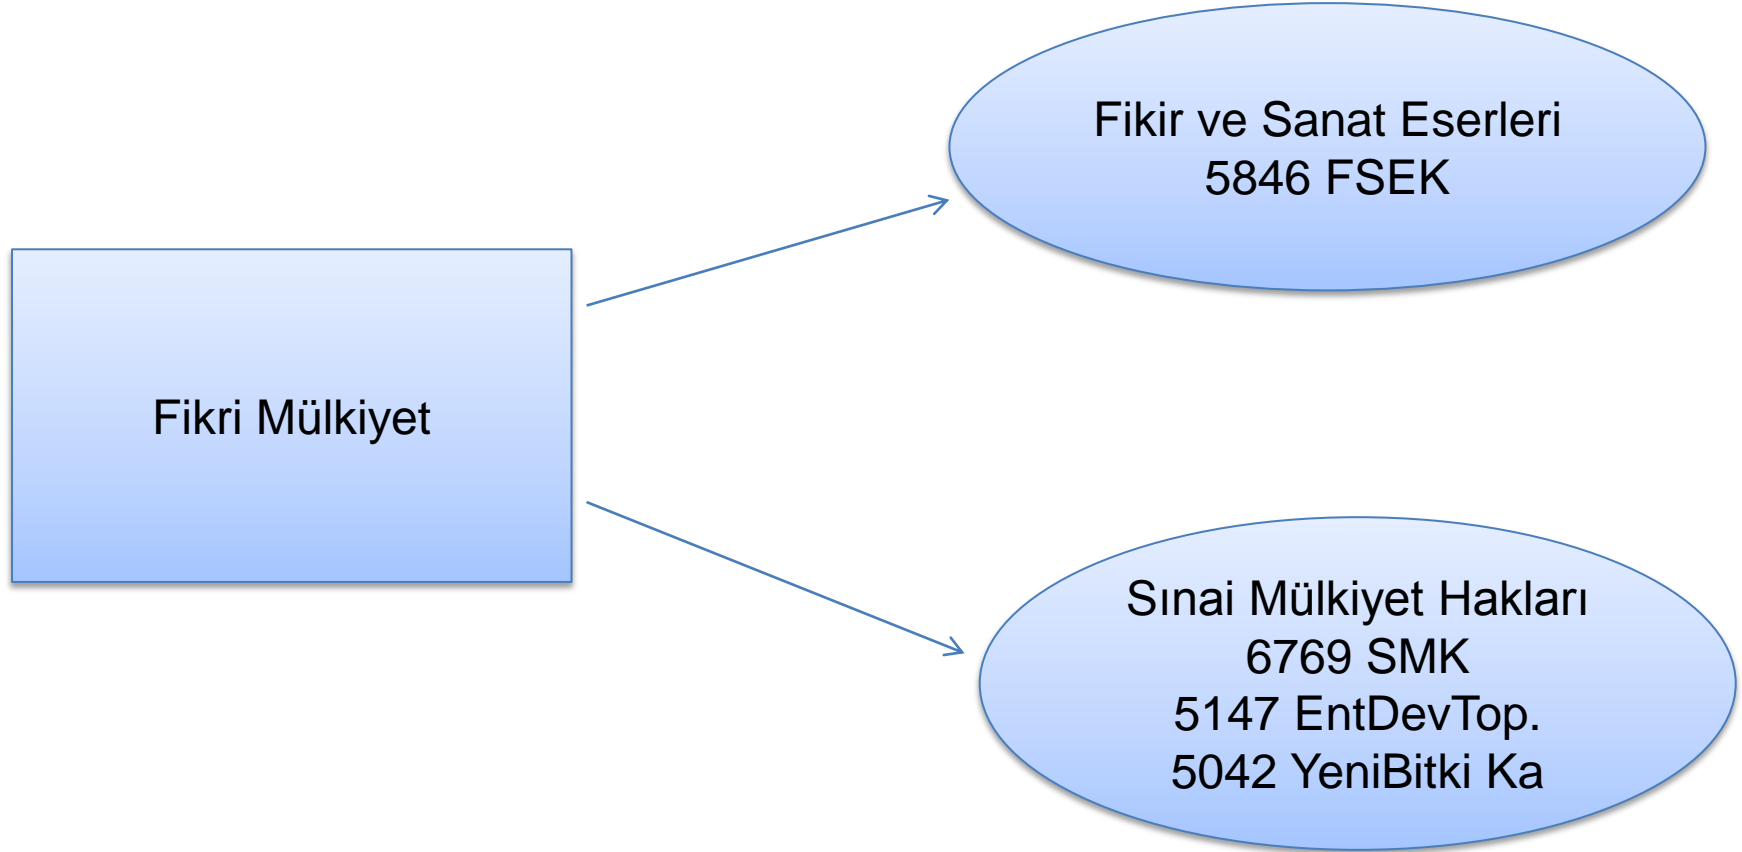 Fikir ve Sanat Eserleri
5846 FSEK
Fikri Mülkiyet
Sınai Mülkiyet Hakları
6769 SMK
5147 EntDevTop.
5042 YeniBitki Ka